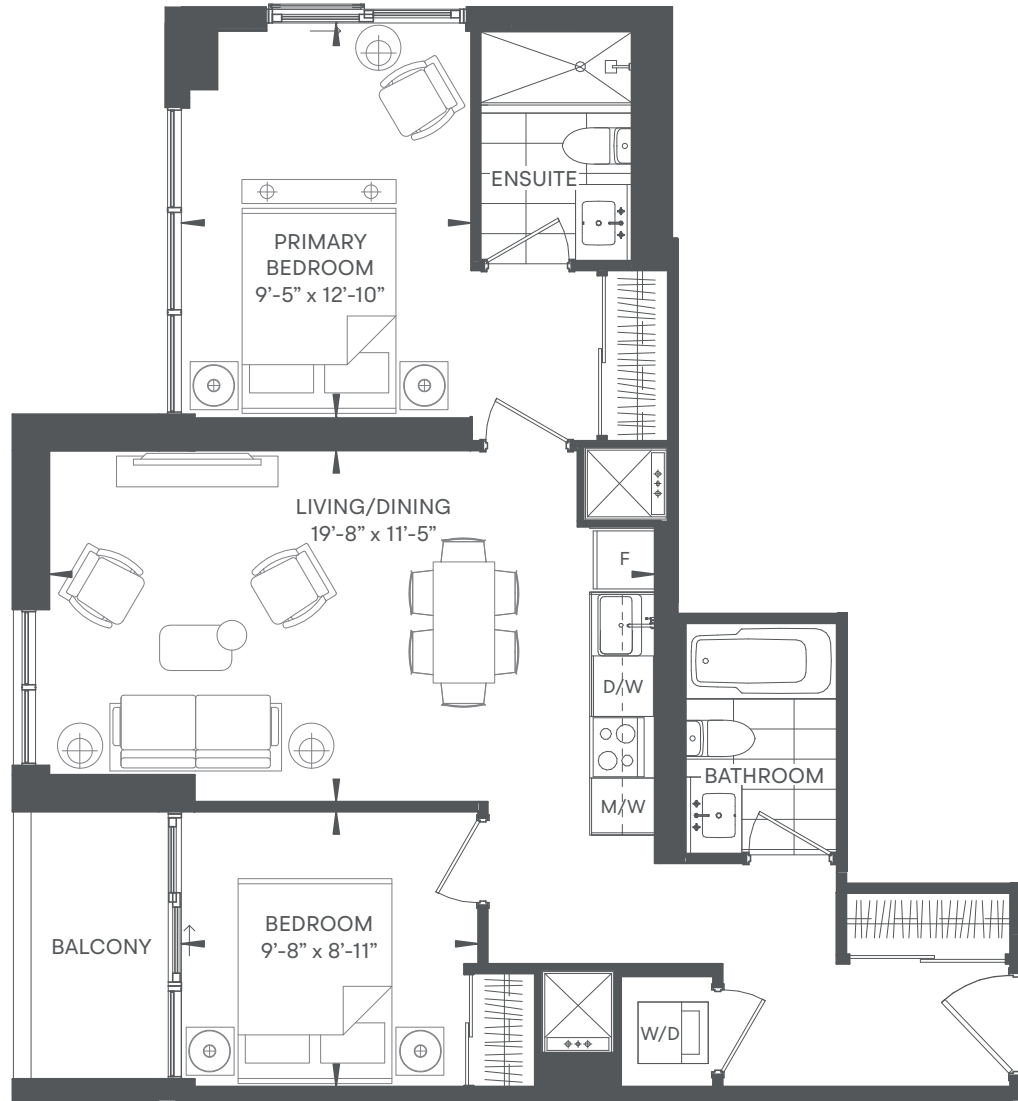 ENSUITE
PRIMARY
BEDROOM
9’-5” x 12’-10”
LIVING/DINING
19’-8” x 11’-5”
F
D/W
BATHROOM
M/W
BEDROOM
9’-8” x 8’-11”
BALCONY
W/D